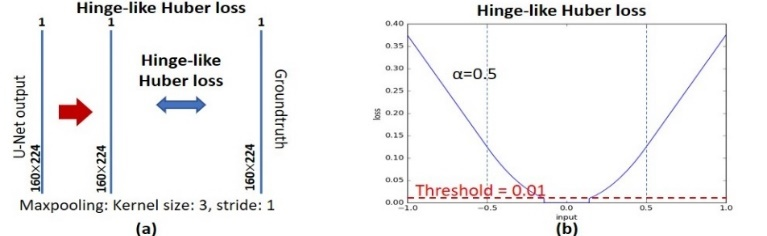 Hinge-like Huber loss
1
1
1
Hinge-like
Huber loss
U-Net output
Groundtruth
160×224
160×224
160×224
Maxpooling: Kernel size: 3, stride: 1
(a)
Hinge-like Huber loss
0.40
0.35
0.30
0.25
0.20
0.15
0.10
0.05
0.00
loss
α=0.5
Threshold = 0.01
−1.0
−0.5
0.0
0.5
1.0
input
(b)